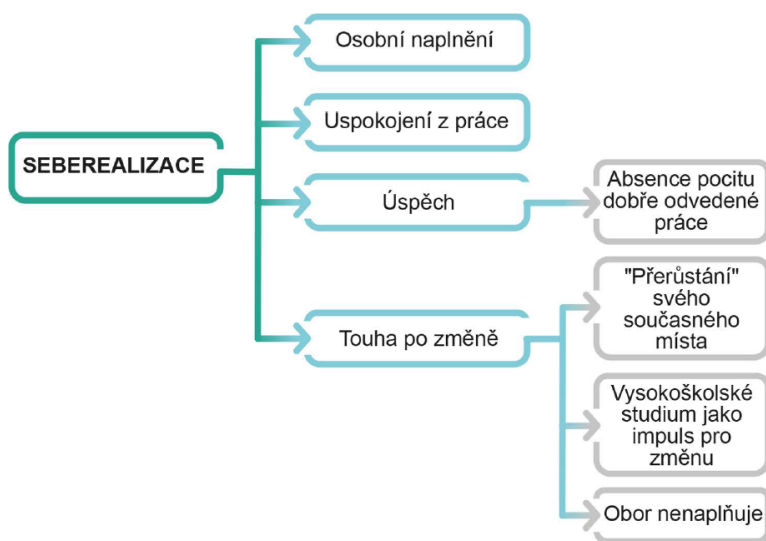 Osobní naplnění
Uspokojení z práce
SEBEREALIZACE
Úspěch
Absence pocitu
dobře odvedené
práce
Touha po změně
"Přerůstání"
svého
současného
místa
Vysokoškolské
studium jako
impuls pro
změnu
Obor nenaplňuje